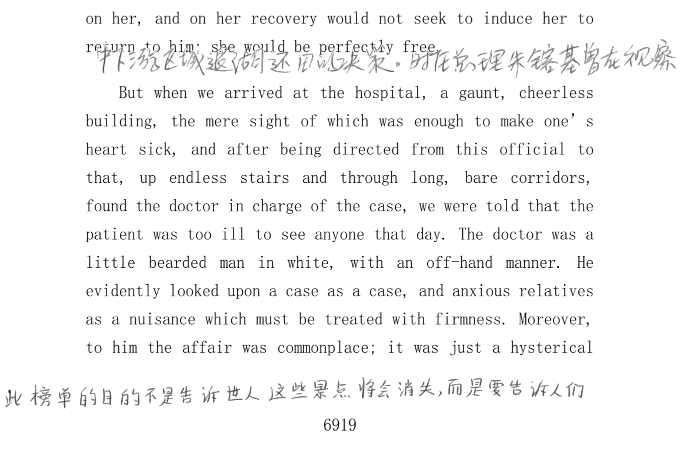 on her, and on her recovery would not seek to induce her to
return to him; she would be perfectly free.
中下游区域退湖还田的决策。时任总理朱镕基曾在视察
But when we arrived at the hospital, a gaunt, cheerless
building, the mere sight of which was enough to make one’s
heart sick, and after being directed from this official to
that, up endless stairs and through long, bare corridors,
found the doctor in charge of the case, we were told that the
patient was too ill to see anyone that day. The doctor was a
little bearded man in white, with an off-hand manner. He
evidently looked upon a case as a case, and anxious relatives
as a nuisance which must be treated with firmness. Moreover,
to him the affair was commonplace; it was just a hysterical
此榜单的目的不是告诉世人这些景点将会消失,而是要告诉人们
6919